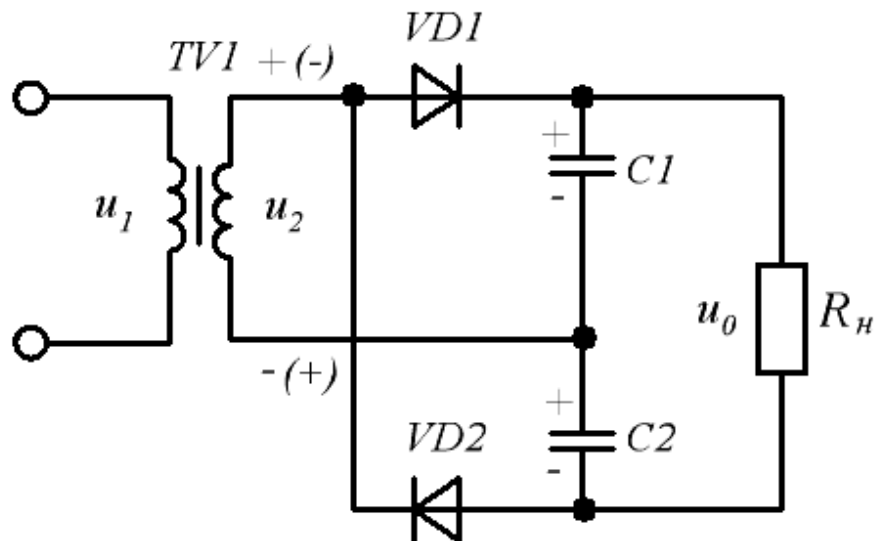 VD1
TV1 + (-)
+
C1
-
u1 u2
u0 Rн
- (+)
+
VD2 C2
-